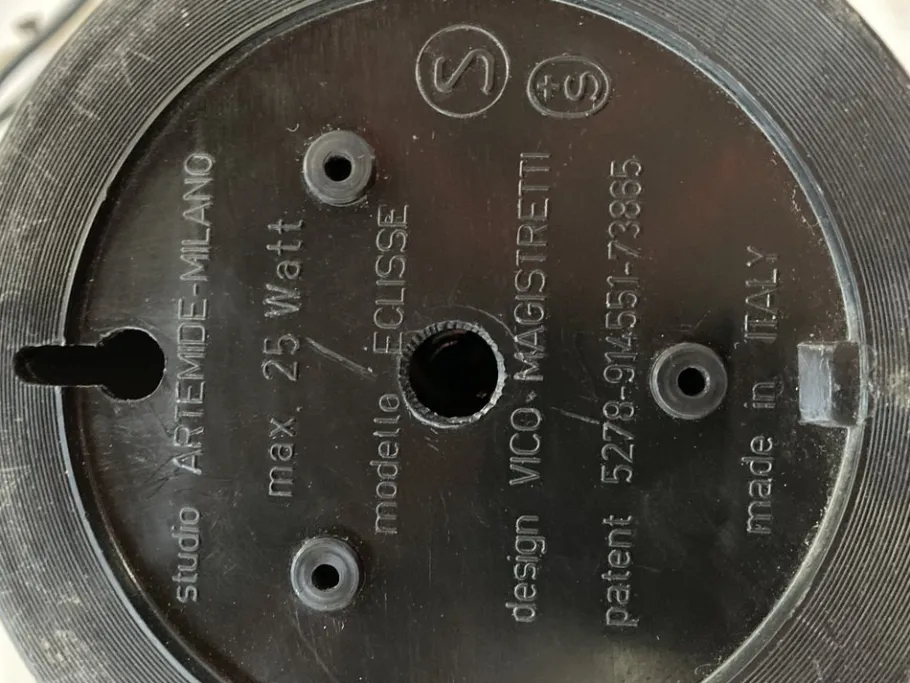 studio ARTEMIDE-MILANO
max. 25 Watt
modello ECLISSE
design VICO MAGISTRETTI
patent 5278-914551-73865
made in ITALY
S
+S